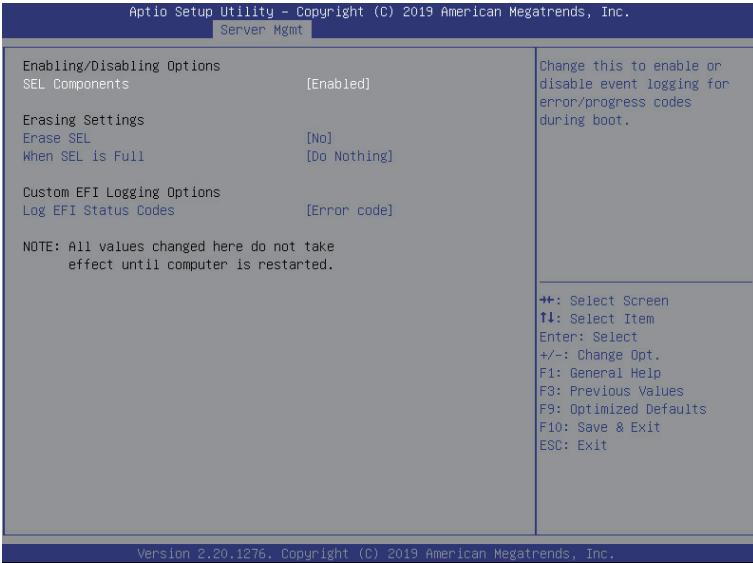 Aptio Setup Utility – Copyright (C) 2019 American Megatrends, Inc.
Server Mgmt
Enabling/Disabling Options
SEL Components [Enabled]
Erasing Settings
Erase SEL [No]
When SEL is Full [Do Nothing]
Custom EFI Logging Options
Log EFI Status Codes [Error code]
NOTE: All values changed here do not take
effect until computer is restarted.
Change this to enable or
disable event logging for
error/progress codes
during boot.
→←: Select Screen
↑↓: Select Item
Enter: Select
+/-: Change Opt.
F1: General Help
F3: Previous Values
F9: Optimized Defaults
F10: Save & Exit
ESC: Exit
Version 2.20.1276. Copyright (C) 2019 American Megatrends, Inc.